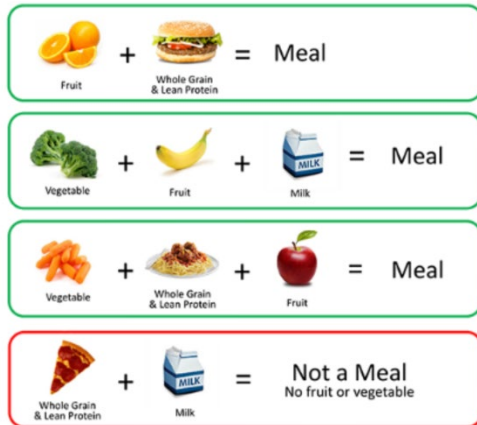 + = Meal
Fruit
Whole Grain
& Lean Protein
MILK
+ + = Meal
Vegetable
Fruit
Milk
+ + = Meal
Vegetable
Whole Grain
& Lean Protein
Fruit
MILK
+ = Not a Meal
No fruit or vegetable
Whole Grain
& Lean Protein
Milk